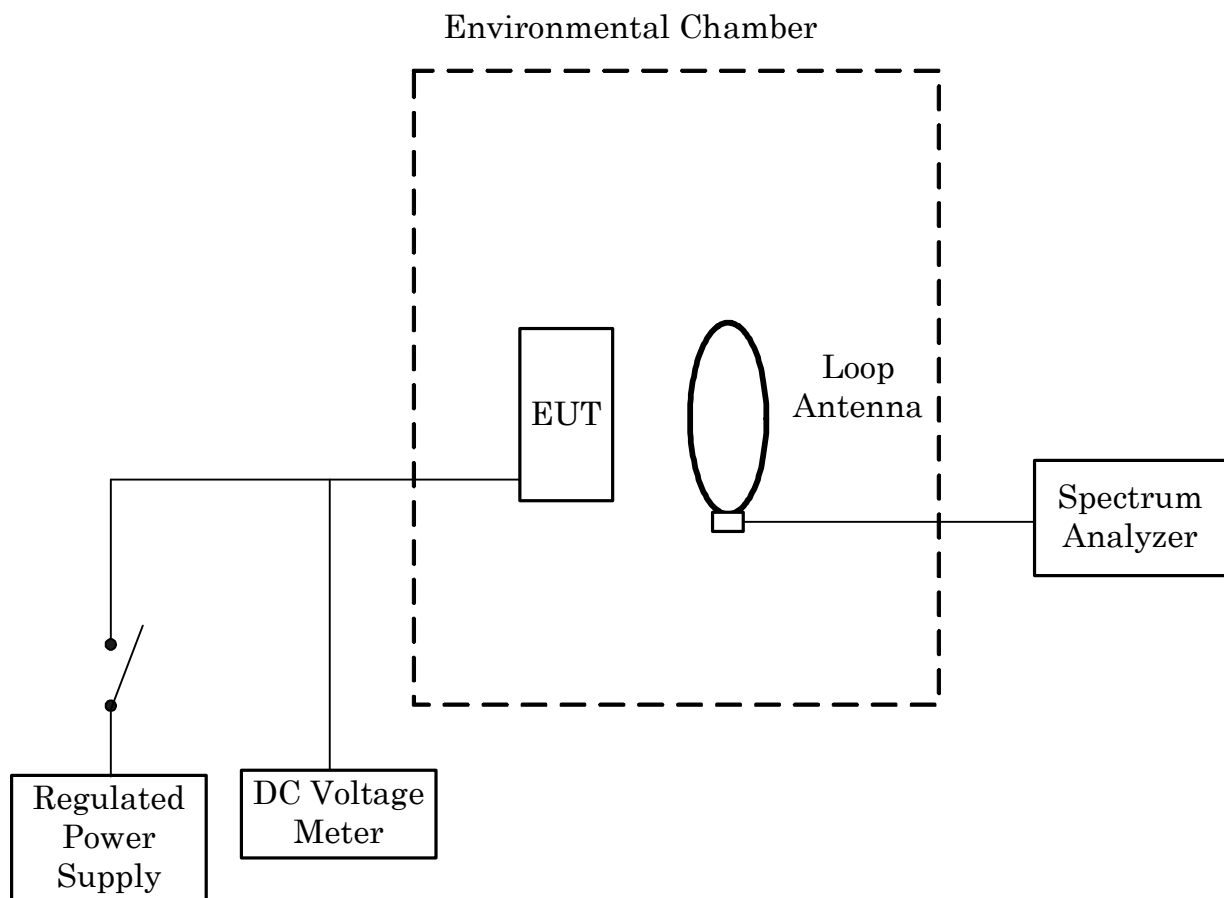 Environmental Chamber
EUT
Loop
Antenna
Spectrum
Analyzer
Regulated
Power
Supply
DC Voltage
Meter